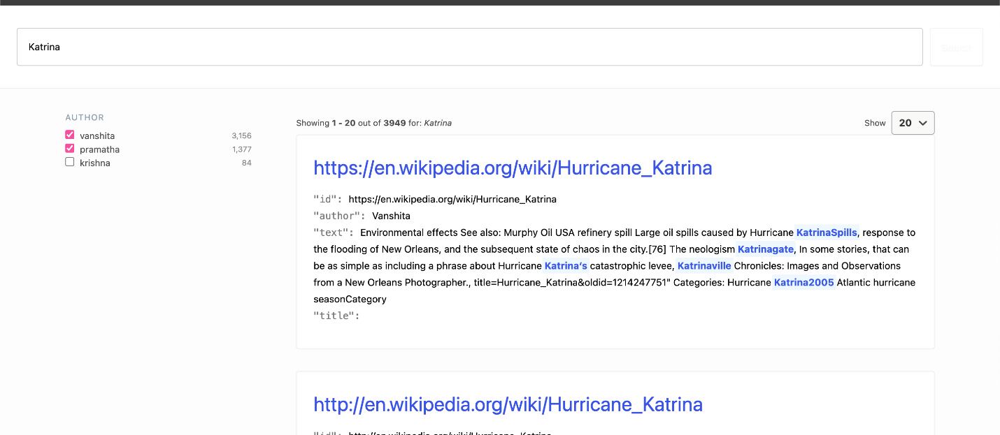 Katrina
Search
AUTHOR
vanshita 3,156
pramatha 1,377
krishna 84
Showing 1 - 20 out of 3949 for: Katrina
Show 20
https://en.wikipedia.org/wiki/Hurricane_Katrina
"id": https://en.wikipedia.org/wiki/Hurricane_Katrina
"author": Vanshita
"text": Environmental effects See also: Murphy Oil USA refinery spill Large oil spills caused by Hurricane KatrinaSpills, response to
the flooding of New Orleans, and the subsequent state of chaos in the city.[76] The neologism Katrinagate, In some stories, that can
be as simple as including a phrase about Hurricane Katrina’s catastrophic levee, Katrinaville Chronicles: Images and Observations
from a New Orleans Photographer., title=Hurricane_Katrina&oldid=1214247751" Categories: Hurricane Katrina2005 Atlantic hurricane
seasonCategory
"title":
http://en.wikipedia.org/wiki/Hurricane_Katrina
"id": http://en.wikipedia.org/wiki/Hurricane_Katrina